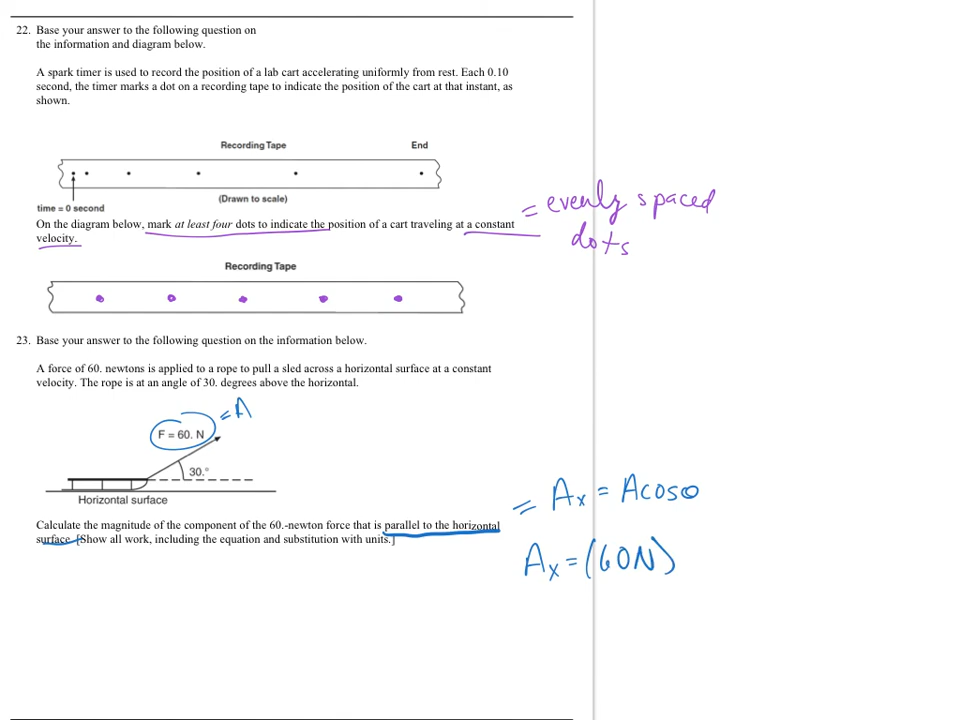 22. Base your answer to the following question on
the information and diagram below.
A spark timer is used to record the position of a lab cart accelerating uniformly from rest. Each 0.10
second, the timer marks a dot on a recording tape to indicate the position of the cart at that instant, as
shown.
Recording Tape
End
(Drawn to scale)
time = 0 second
On the diagram below, mark at least four dots to indicate the position of a cart traveling at a constant
velocity.
= evenly spaced
dots
Recording Tape
23. Base your answer to the following question on the information below.
A force of 60. newtons is applied to a rope to pull a sled across a horizontal surface at a constant
velocity. The rope is at an angle of 30. degrees above the horizontal.
= A
F = 60. N
30.°
Horizontal surface
= Ax = Acosθ
Calculate the magnitude of the component of the 60.-newton force that is parallel to the horizontal
surface. [Show all work, including the equation and substitution with units.]
Ax = (60N)